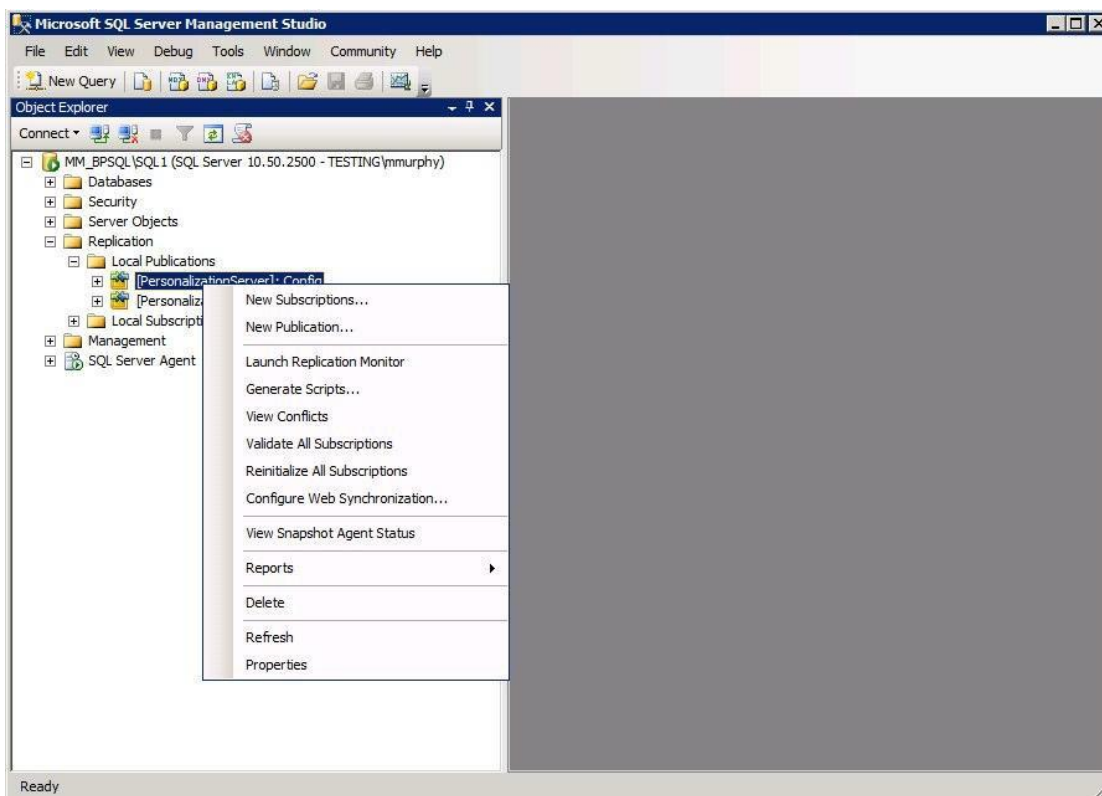 Microsoft SQL Server Management Studio
File Edit View Debug Tools Window Community Help
New Query
Object Explorer
Connect
MM_BPSQL\SQL1 (SQL Server 10.50.2500 - TESTING\mmurphy)
Databases
Security
Server Objects
Replication
Local Publications
[PersonalizationServer]: Config
[Personaliz
Local Subscripti
Management
SQL Server Agent
New Subscriptions...
New Publication...
Launch Replication Monitor
Generate Scripts...
View Conflicts
Validate All Subscriptions
Reinitialize All Subscriptions
Configure Web Synchronization...
View Snapshot Agent Status
Reports
Delete
Refresh
Properties
Ready